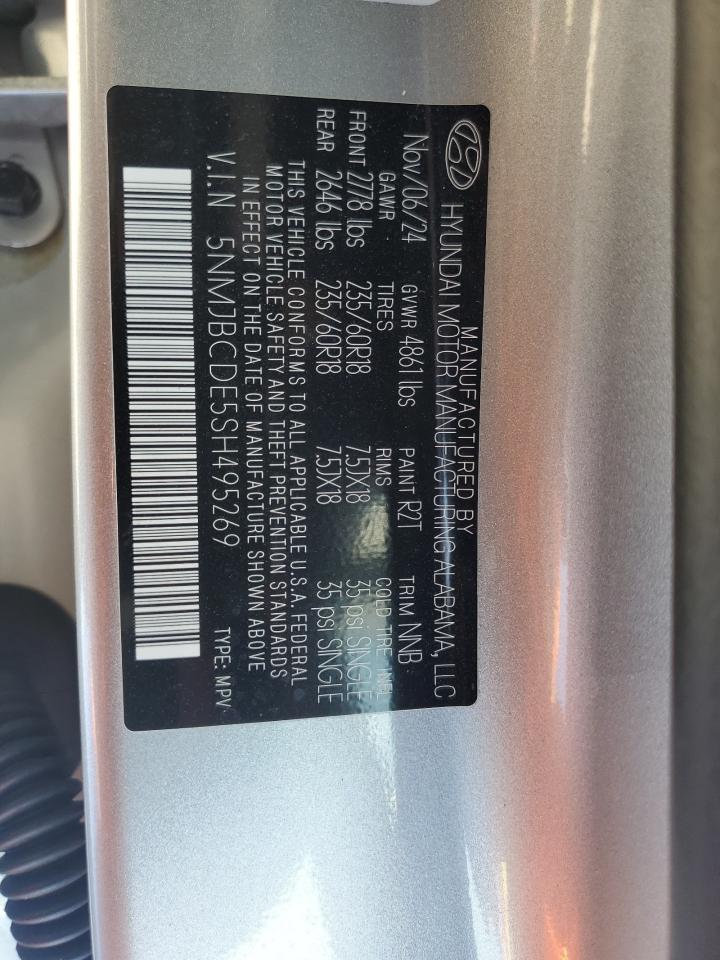 MANUFACTURED BY
HYUNDAI MOTOR MANUFACTURING ALABAMA, LLC
Nov/06/24 GVWR 4861 lbs PAINT R2T TRIM NNB
GAWR TIRES RIMS COLD TIRE INFL
FRONT 2778 lbs 235/60R18 7.5JX18 35 psi SINGLE
REAR 2646 lbs 235/60R18 7.5JX18 35 psi SINGLE
THIS VEHICLE CONFORMS TO ALL APPLICABLE U.S.A. FEDERAL
MOTOR VEHICLE SAFETY AND THEFT PREVENTION STANDARDS
IN EFFECT ON THE DATE OF MANUFACTURE SHOWN ABOVE
V.I.N 5NMJBCDE5SH495269 TYPE: MPV